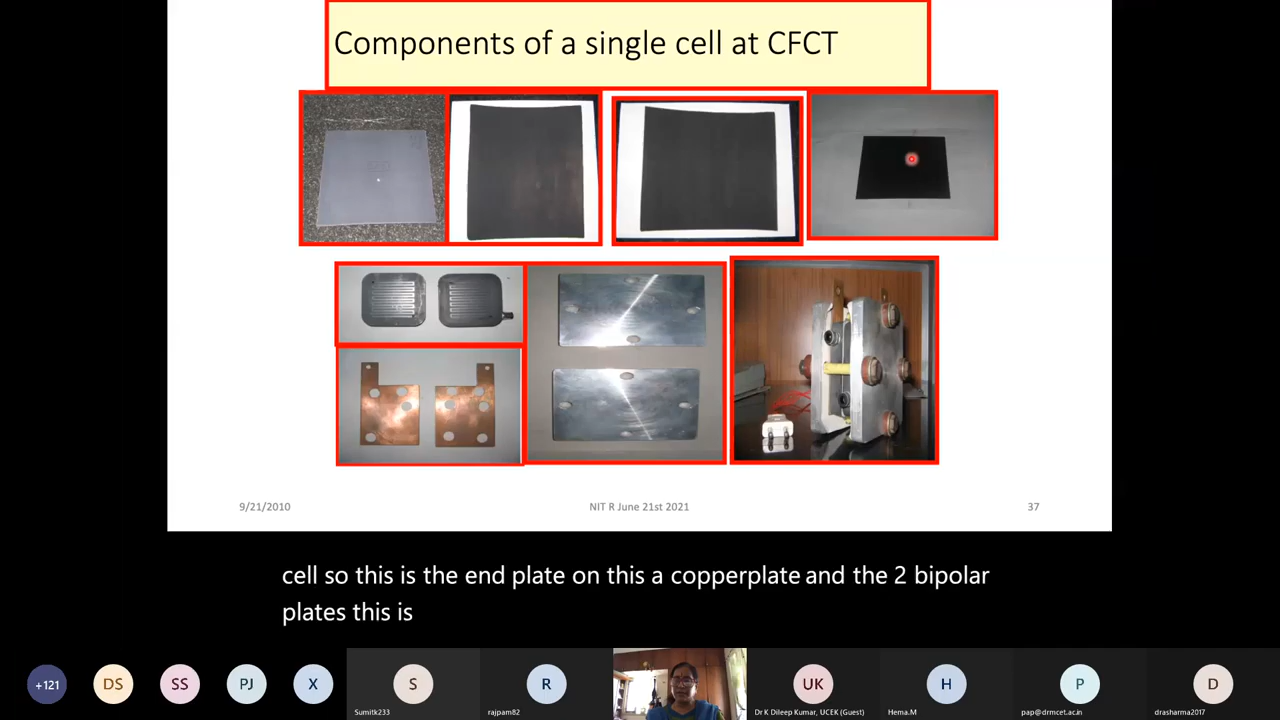 Components of a single cell at CFCT
9/21/2010
NIT R June 21st 2021
37
cell so this is the end plate on this a copperplate and the 2 bipolar
plates this is
+121
DS
SS
PJ
X
S
R
UK
H
P
D
Sumitk233
rajpam82
Dr K Dileep Kumar, UCEK (Guest)
Hema.M
pap@drmcet.ac.in
drasharma2017